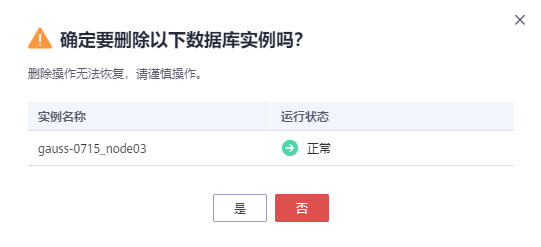 确定要删除以下数据库实例吗？
删除操作无法恢复，请谨慎操作。
实例名称 运行状态
gauss-0715_node03 正常
是 否